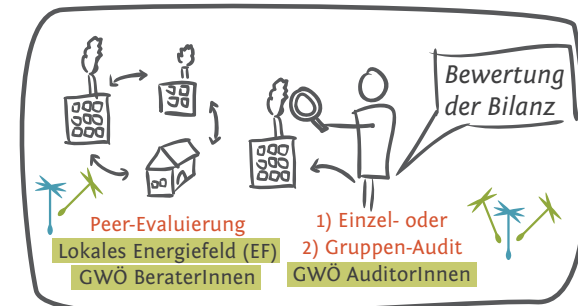 Bewertung
der Bilanz
Peer-Evaluierung
Lokales Energiefeld (EF)
GWÖ BeraterInnen
1) Einzel- oder
2) Gruppen-Audit
GWÖ AuditorInnen